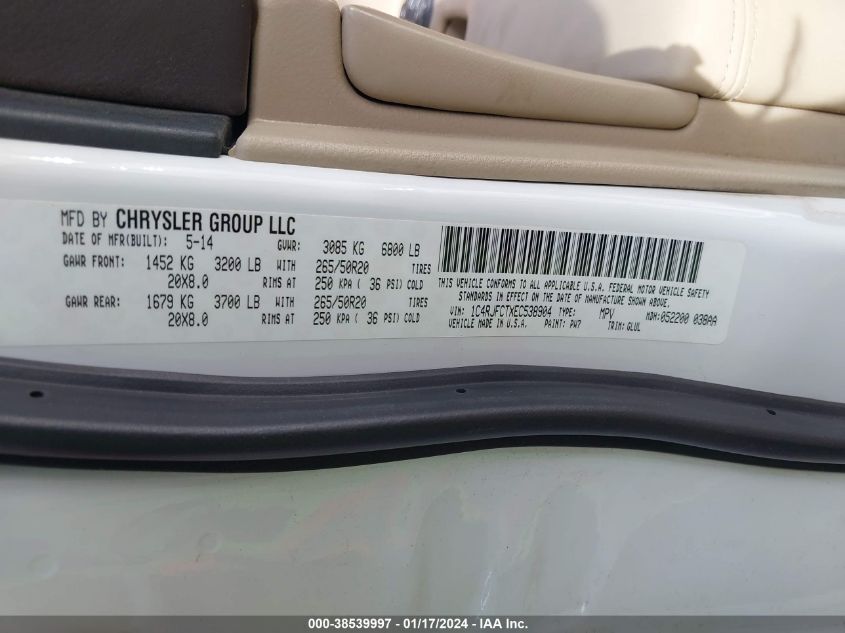 MFD BY CHRYSLER GROUP LLC
DATE OF MFR(BUILT): 5-14 GVWR: 3085 KG 6800 LB
GAWR FRONT: 1452 KG 3200 LB WITH 265/50R20 TIRES
20X8.0 RIMS AT 250 KPA ( 36 PSI) COLD
GAWR REAR: 1679 KG 3700 LB WITH 265/50R20 TIRES
20X8.0 RIMS AT 250 KPA ( 36 PSI) COLD
THIS VEHICLE CONFORMS TO ALL APPLICABLE U.S.A. FEDERAL MOTOR VEHICLE SAFETY
STANDARDS IN EFFECT ON THE DATE OF MANUFACTURE SHOWN ABOVE.
VIN: 1C4RJFCTXEC538904 TYPE: MPV MDH: 052200 038AA
VEHICLE MADE IN U.S.A. PAINT: PW7 TRIM: GLUL
000-38539997 - 01/17/2024 - IAA Inc.